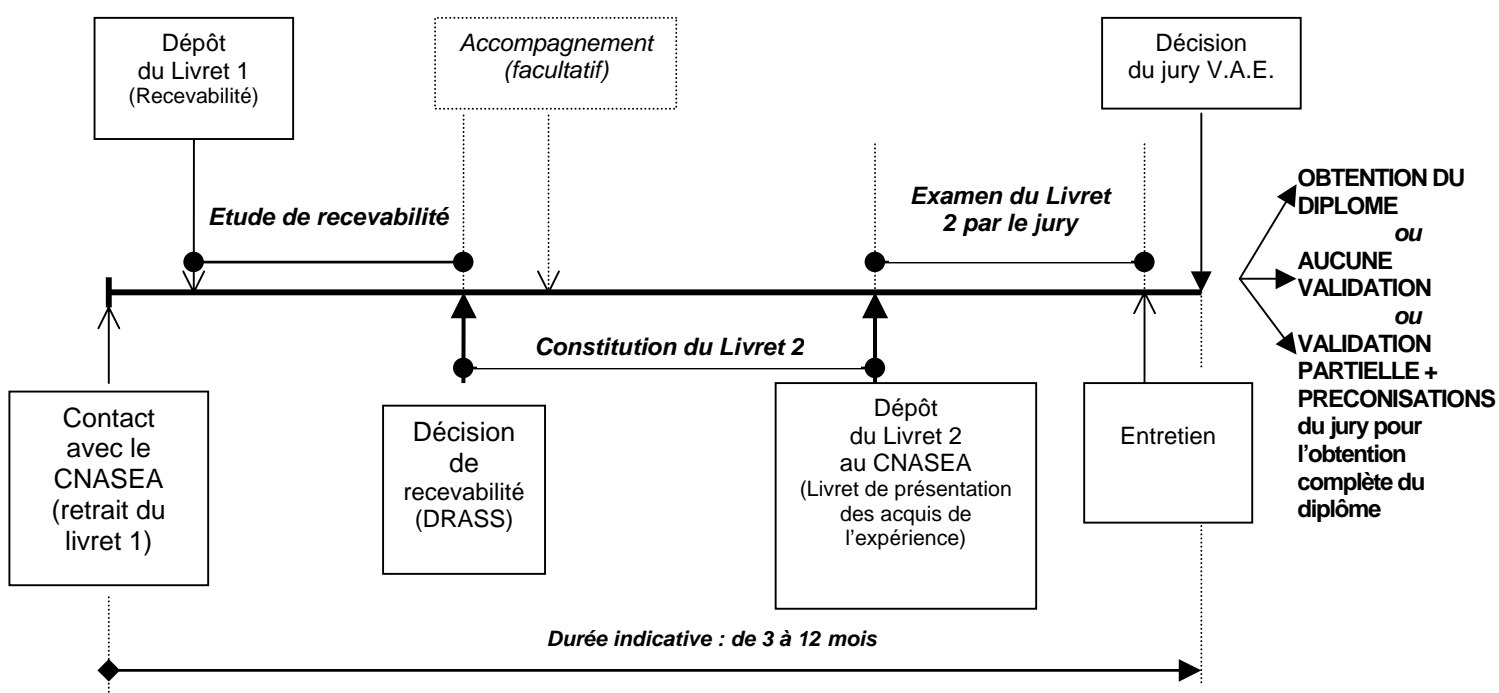 Dépôt
du Livret 1
(Recevabilité)
Accompagnement
(facultatif)
Décision
du jury V.A.E.
Etude de recevabilité
Examen du Livret
2 par le jury
OBTENTION DU
DIPLOME
ou
AUCUNE
VALIDATION
ou
VALIDATION
PARTIELLE +
PRECONISATIONS
du jury pour
l’obtention
complète du
diplôme
Constitution du Livret 2
Contact
avec le
CNASEA
(retrait du
livret 1)
Décision
de
recevabilité
(DRASS)
Dépôt
du Livret 2
au CNASEA
(Livret de présentation
des acquis de
l’expérience)
Entretien
Durée indicative : de 3 à 12 mois